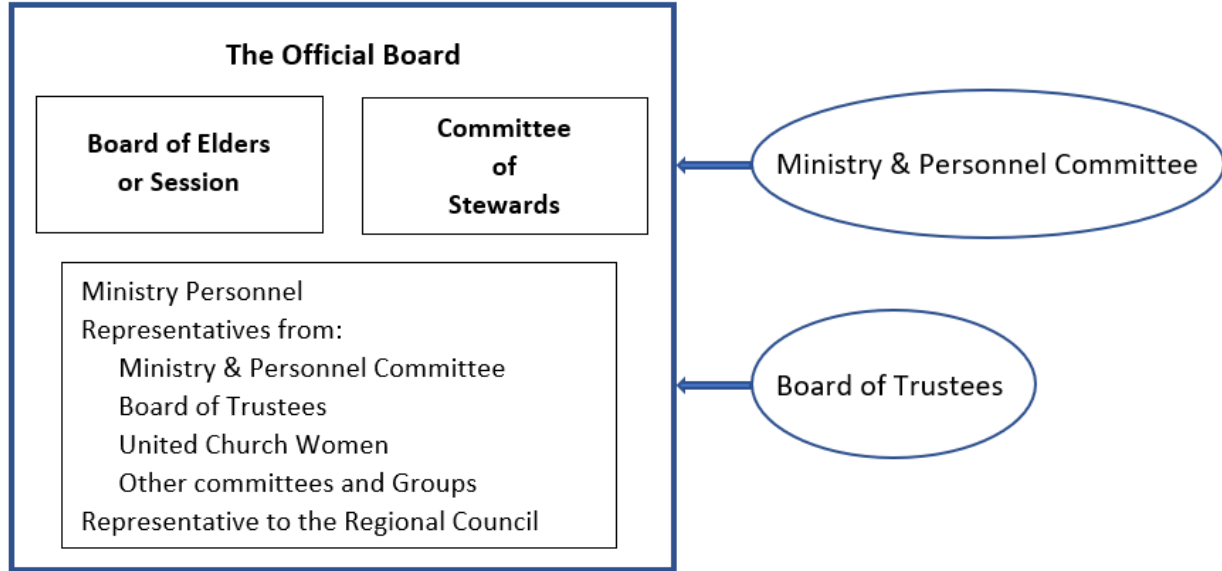 The Official Board
Board of Elders
or Session
Committee
of
Stewards
Ministry Personnel
Representatives from:
Ministry & Personnel Committee
Board of Trustees
United Church Women
Other committees and Groups
Representative to the Regional Council
Ministry & Personnel Committee
Board of Trustees